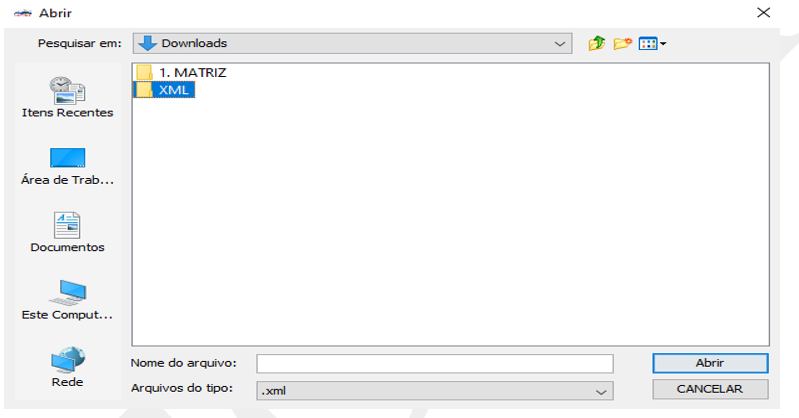 Abrir
Pesquisar em: Downloads
1. MATRIZ
XML
Itens Recentes
Área de Trab...
Documentos
Este Comput...
Rede
Nome do arquivo:
Abrir
Arquivos do tipo: .xml
CANCELAR